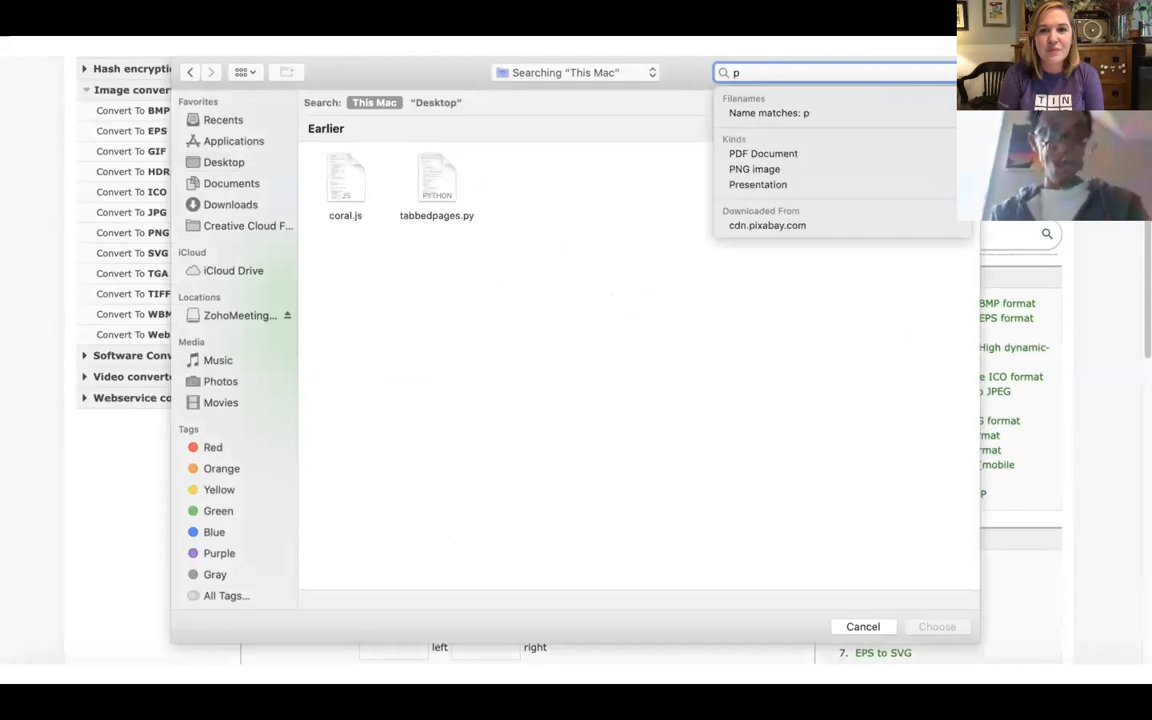 Hash encrypti
Image conver
Convert To BMP
Convert To EPS
Convert To GIF
Convert To HDR
Convert To ICO
Convert To JPG
Convert To PNG
Convert To SVG
Convert To TGA
Convert To TIFF
Convert To WBM
Convert To Web
Software Conv
Video converte
Webservice co
Searching “This Mac”
p
Search: This Mac “Desktop”
Earlier
JS
PYTHON
coral.js
tabbedpages.py
Filenames
Name matches: p
Kinds
PDF Document
PNG image
Presentation
Downloaded From
cdn.pixabay.com
Favorites
Recents
Applications
Desktop
Documents
Downloads
Creative Cloud F...
iCloud
iCloud Drive
Locations
ZohoMeeting...
Media
Music
Photos
Movies
Tags
Red
Orange
Yellow
Green
Blue
Purple
Gray
All Tags...
Cancel
Choose
TIN
BMP format
EPS format
High dynamic-
e ICO format
o JPEG
G format
rmat
rmat
(mobile
p
left
right
7. EPS to SVG